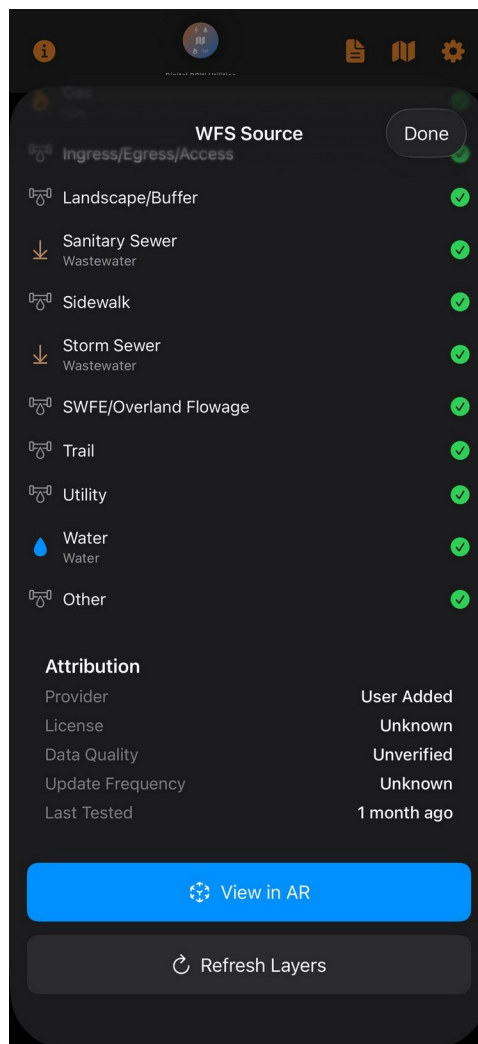 Gas
WFS Source
Done
Ingress/Egress/Access
Landscape/Buffer
Sanitary Sewer
Wastewater
Sidewalk
Storm Sewer
Wastewater
SWFE/Overland Flowage
Trail
Utility
Water
Water
Other
Attribution
Provider User Added
License Unknown
Data Quality Unverified
Update Frequency Unknown
Last Tested 1 month ago
View in AR
Refresh Layers